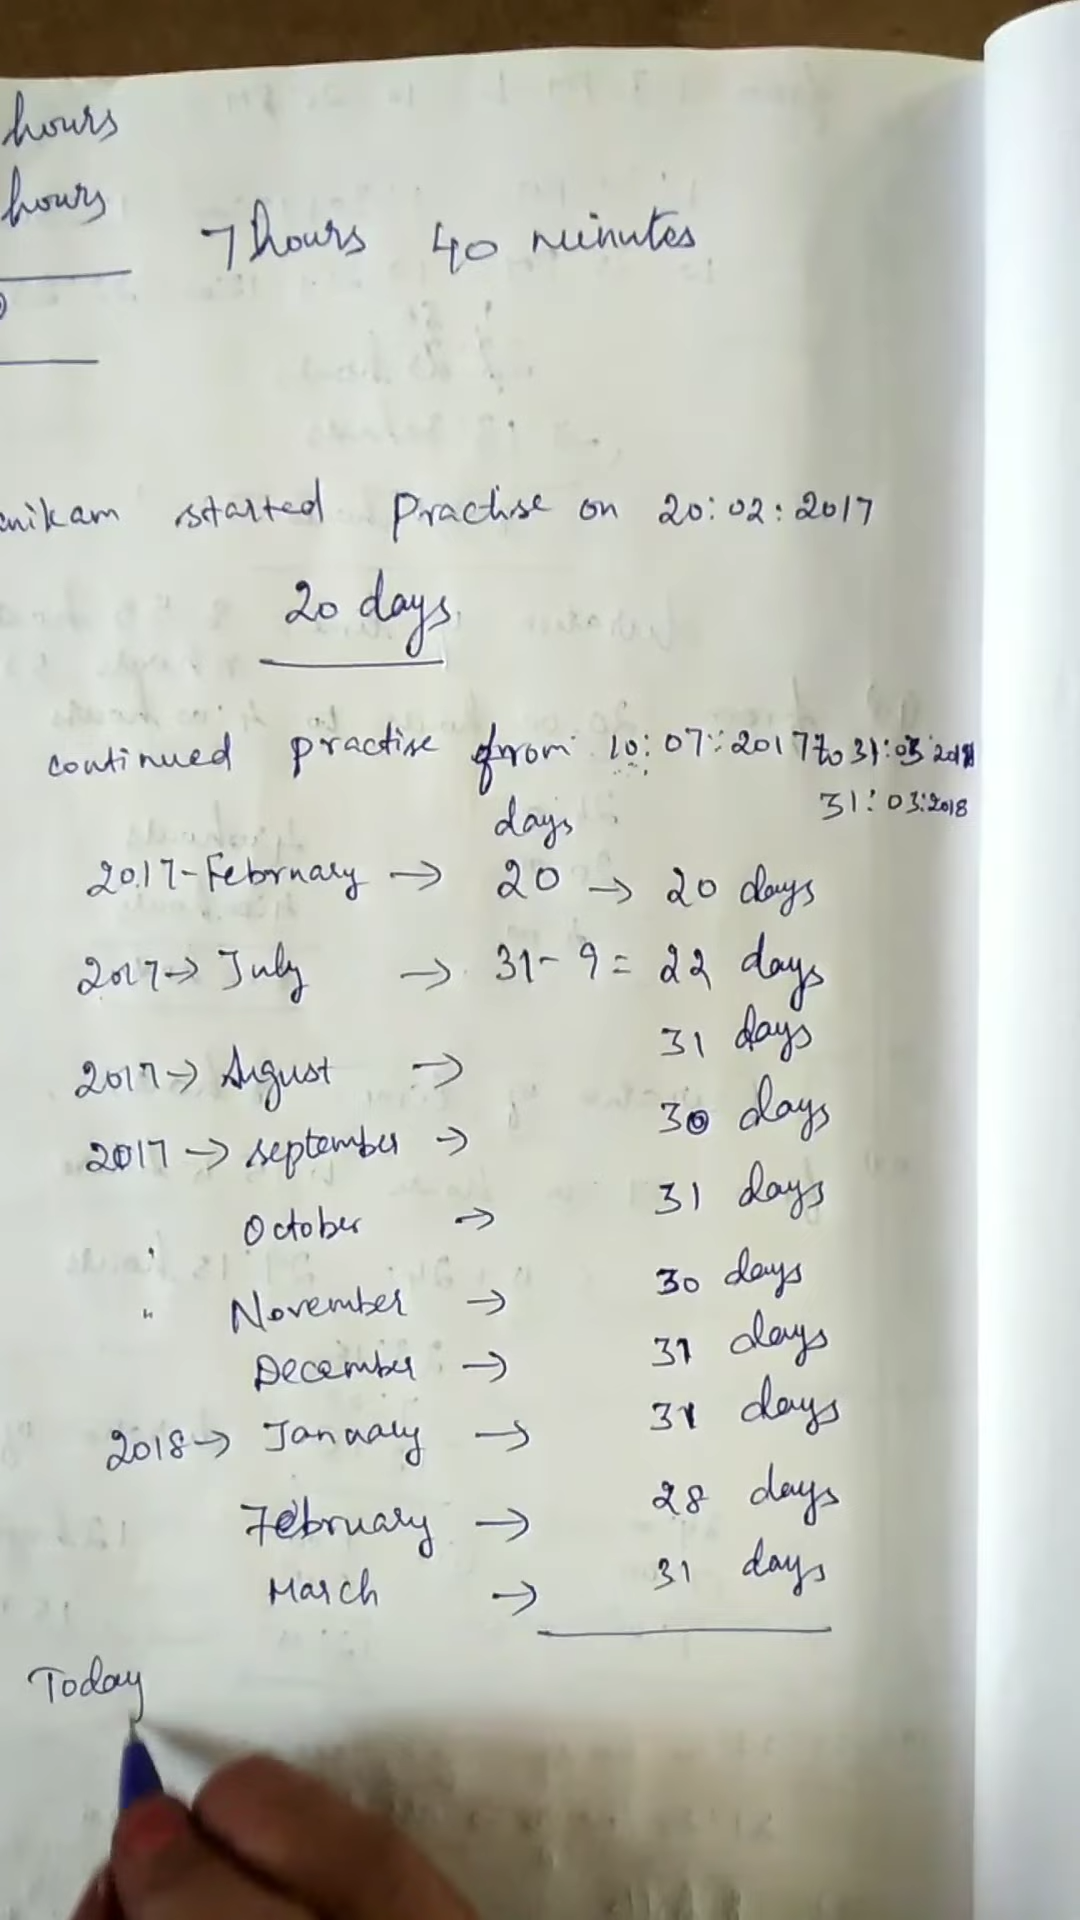 hours
hours
7 hours 40 minutes
started Practise on 20:02:2017
20 days
continued practise from 10:07:2017 to 31:03:2018
31:03:2018
days
2017-February → 20 → 20 days
2017→ July → 31-9= 22 days
2017→ August → 31 days
2017→ september → 30 days
" October → 31 days
" November → 30 days
December → 31 days
2018→ January → 31 days
February → 28 days
March → 31 days
Today